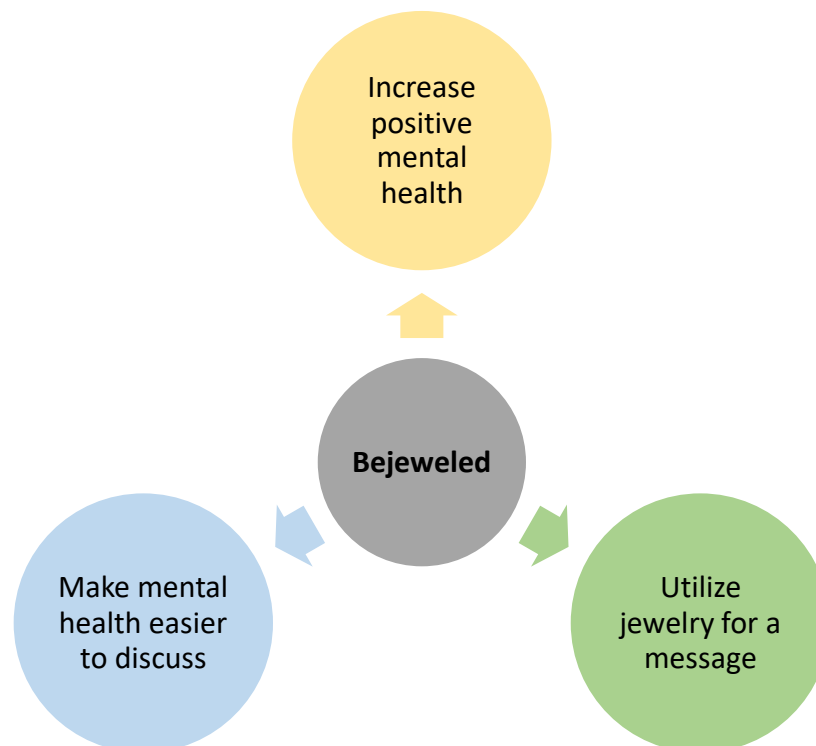 Increase
positive
mental
health
Bejeweled
Make mental
health easier
to discuss
Utilize
jewelry for a
message